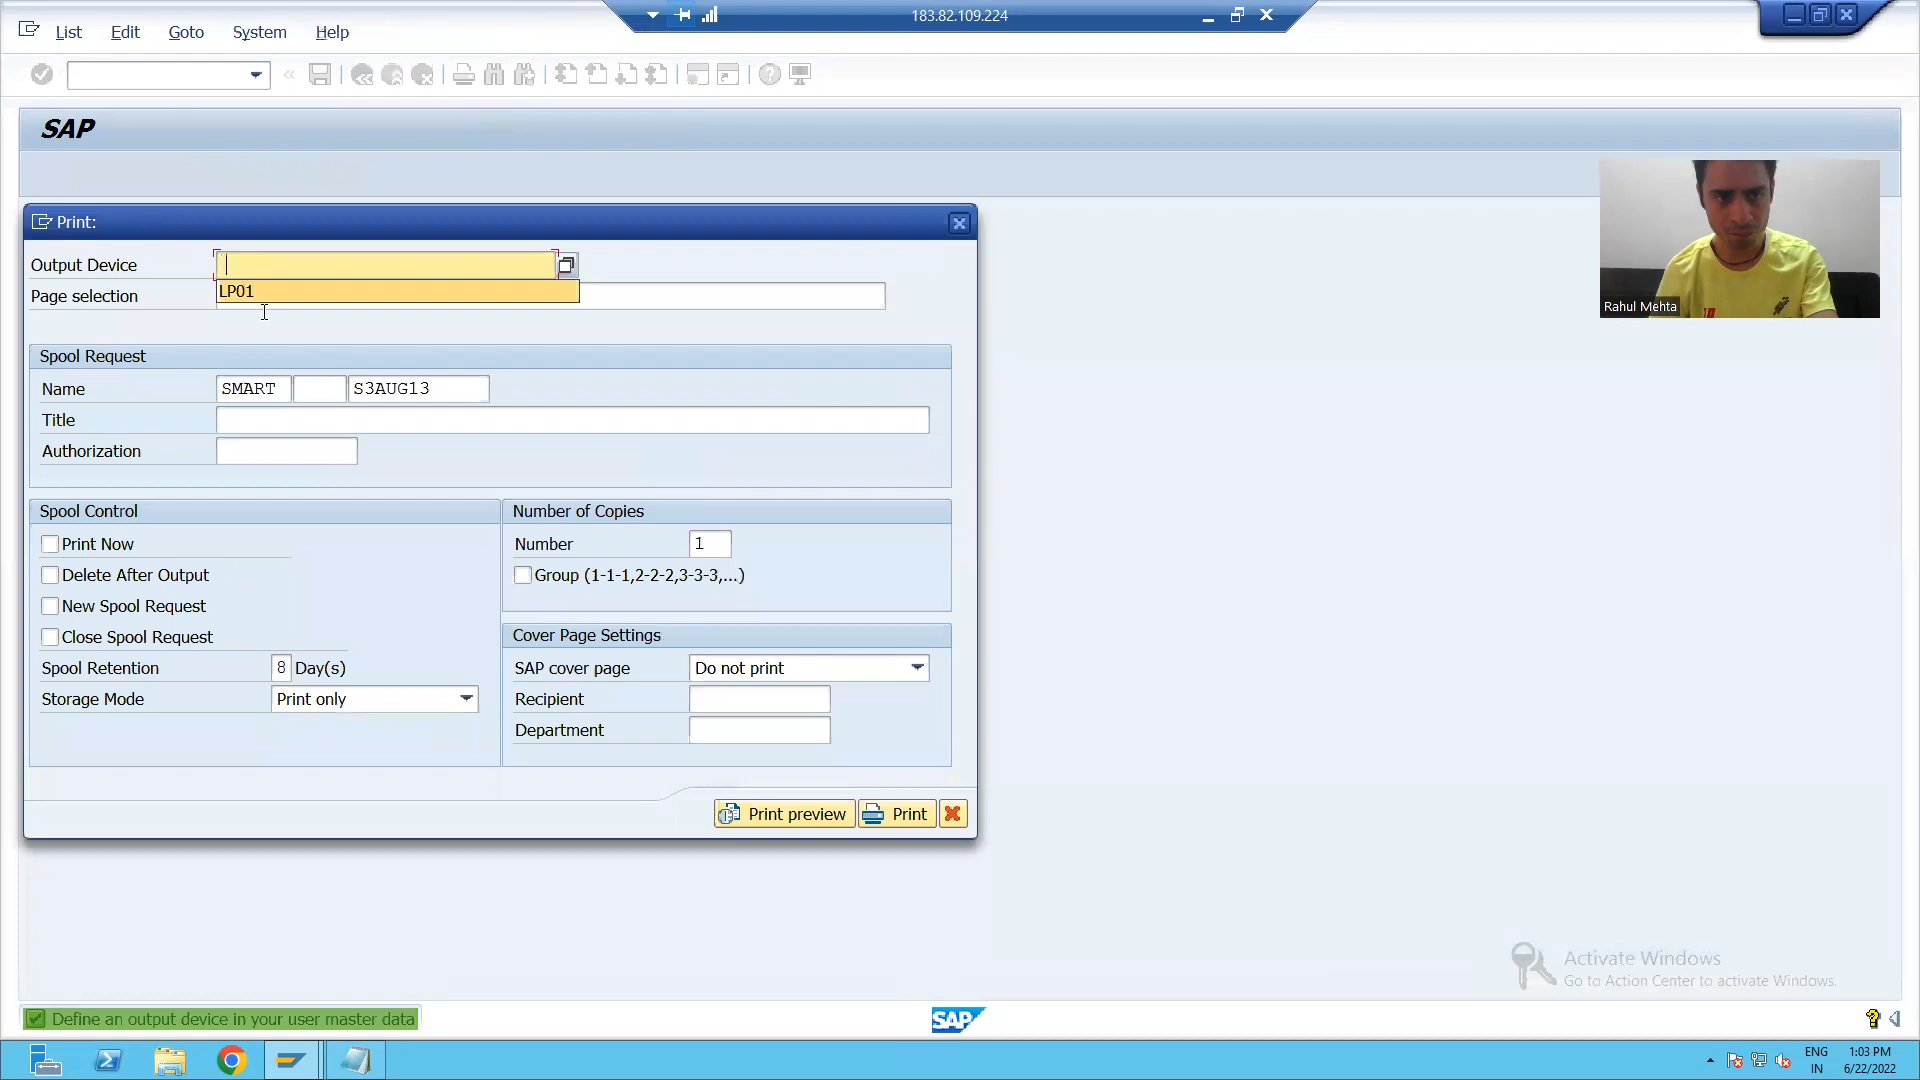 183.82.109.224
List Edit Goto System Help
SAP
Print:
Output Device
LP01
Page selection
Spool Request
Name SMART S3AUG13
Title
Authorization
Spool Control
Number of Copies
Print Now
Number 1
Delete After Output
Group (1-1-1,2-2-2,3-3-3,...)
New Spool Request
Close Spool Request
Cover Page Settings
Spool Retention 8 Day(s)
SAP cover page Do not print
Storage Mode Print only
Recipient
Department
Print preview Print
Rahul Mehta
Activate Windows
Go to Action Center to activate Windows.
Define an output device in your user master data
SAP
ENG 1:03 PM
IN 6/22/2022